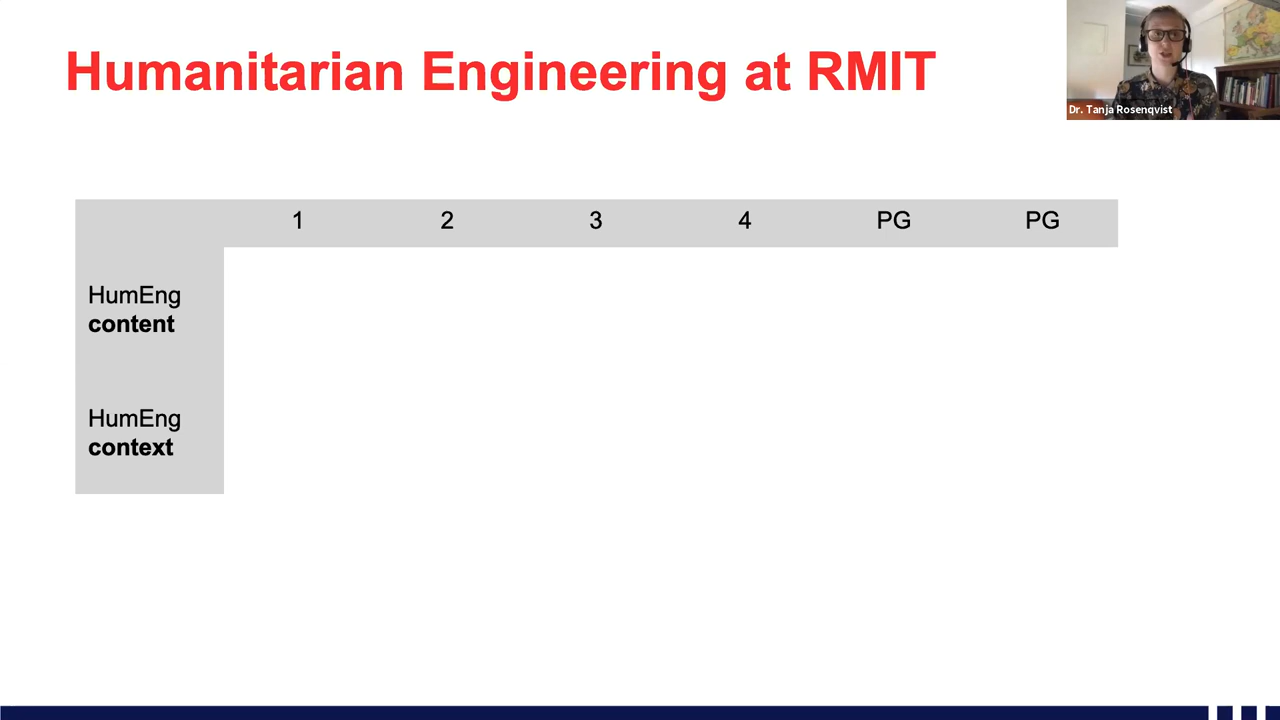 Humanitarian Engineering at RMIT
Dr. Tanja Rosenqvist
1 2 3 4 PG PG
HumEng
content
HumEng
context